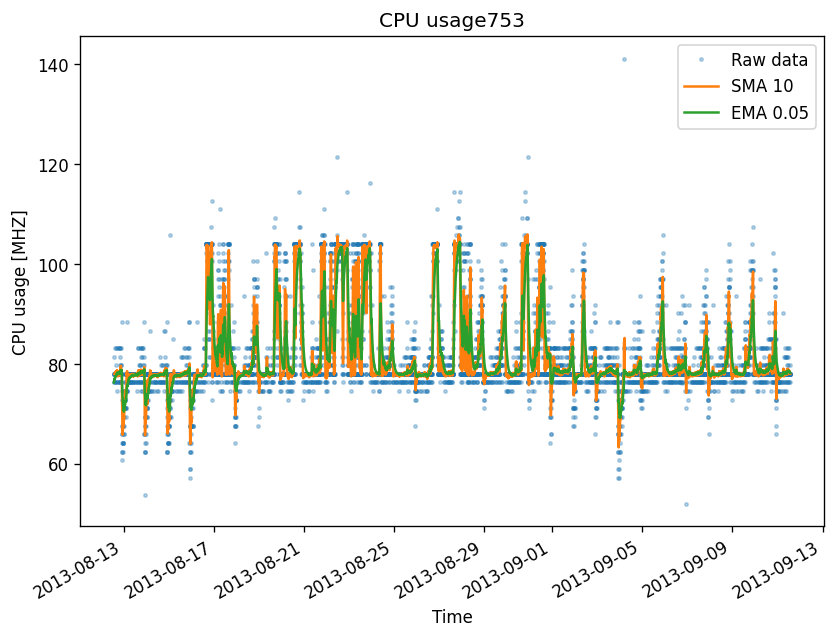 CPU usage753
Raw data
SMA 10
EMA 0.05
CPU usage [MHZ]
140
120
100
80
60
2013-08-13
2013-08-17
2013-08-21
2013-08-25
2013-08-29
2013-09-01
2013-09-05
2013-09-09
2013-09-13
Time